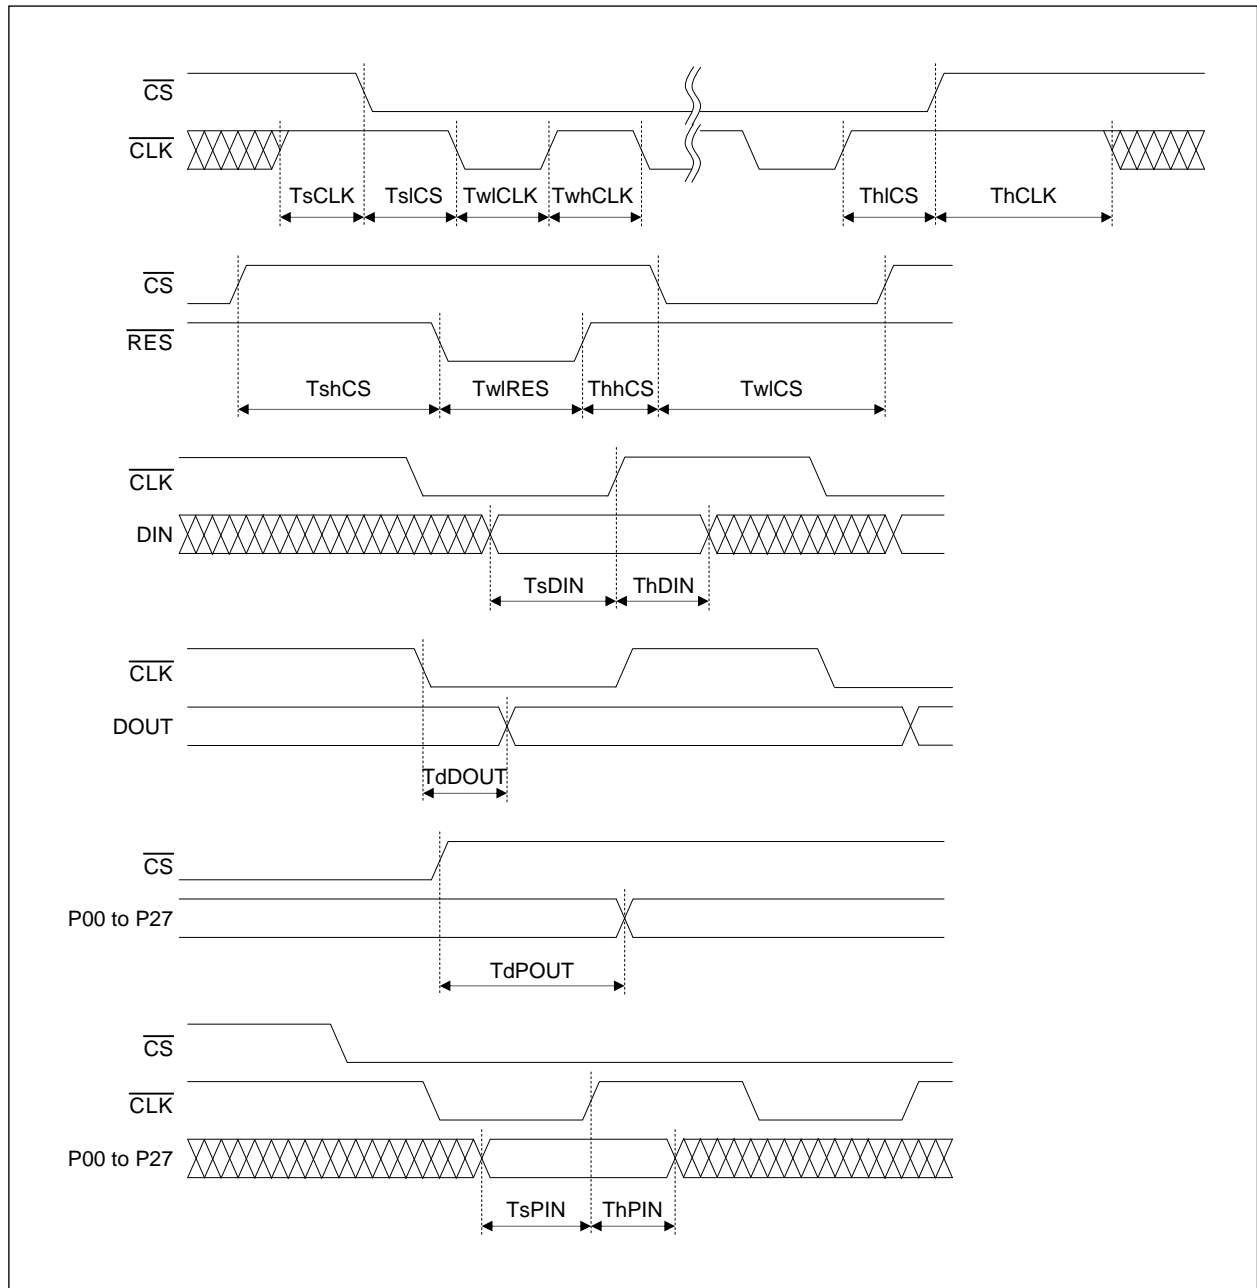 CS
CLK
TsCLK TslCS TwlCLK TwhCLK ThlCS ThCLK
CS
RES
TshCS TwlRES ThhCS TwlCS
CLK
DIN
TsDIN ThDIN
CLK
DOUT
TdDOUT
CS
P00 to P27
TdPOUT
CS
CLK
P00 to P27
TsPIN ThPIN